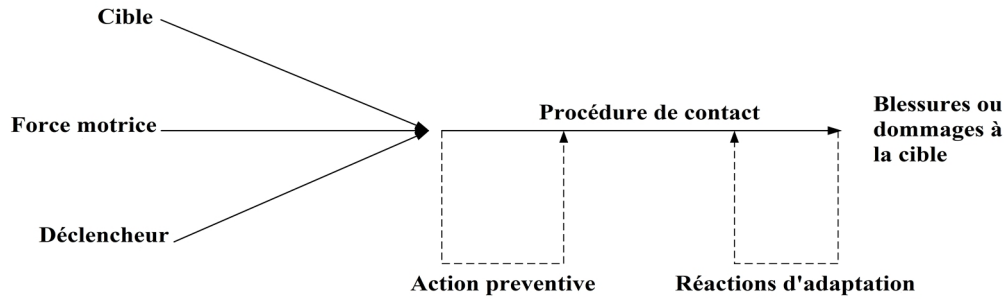 Cible
Force motrice
Déclencheur
Procédure de contact
Blessures ou
dommages à
la cible
Action preventive
Réactions d'adaptation